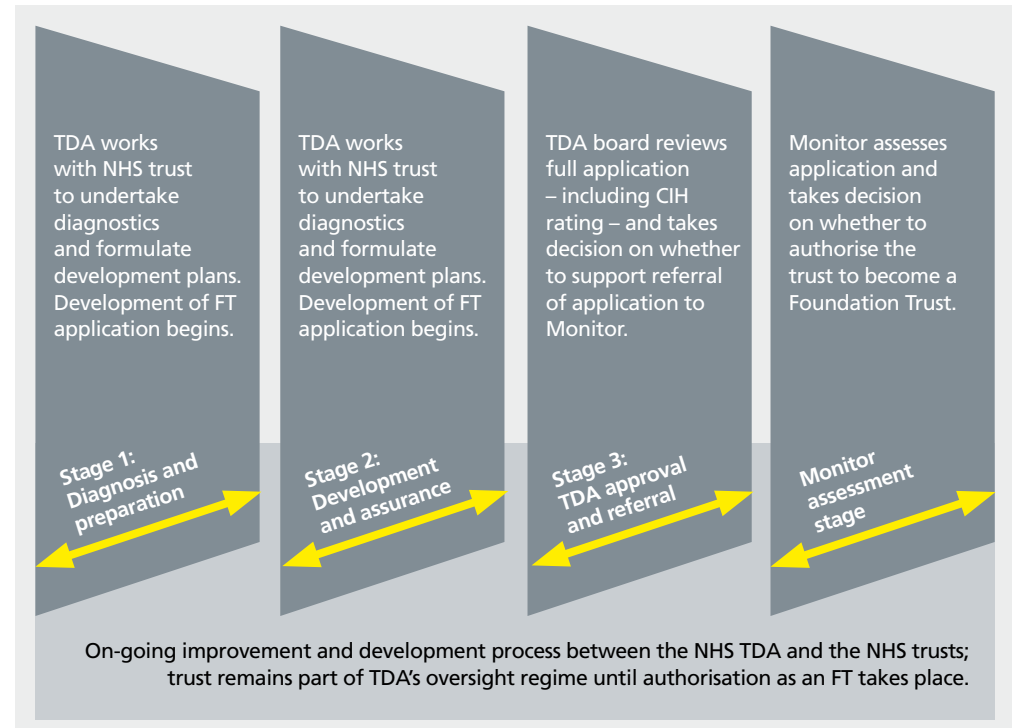 TDA works
with NHS trust
to undertake
diagnostics
and formulate
development plans.
Development of FT
application begins.
Stage 1:
Diagnosis and
preparation
TDA works
with NHS trust
to undertake
diagnostics
and formulate
development plans.
Development of FT
application begins.
Stage 2:
Development
and assurance
TDA board reviews
full application
– including CIH
rating – and takes
decision on whether
to support referral
of application to
Monitor.
Stage 3:
TDA approval
and referral
Monitor assesses
application and
takes decision
on whether to
authorise the
trust to become a
Foundation Trust.
Monitor
assessment
stage
On-going improvement and development process between the NHS TDA and the NHS trusts;
trust remains part of TDA’s oversight regime until authorisation as an FT takes place.